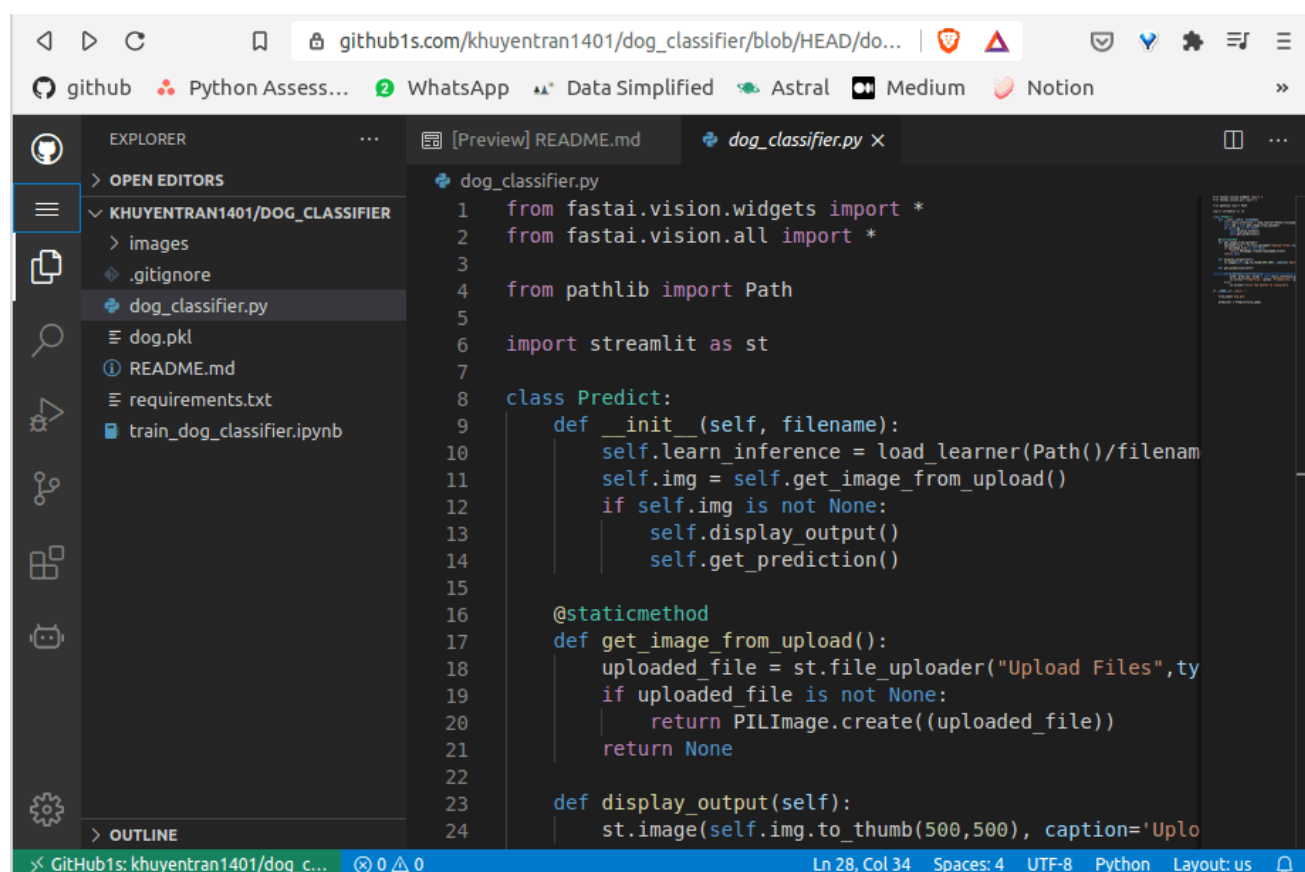 github1s.com/khuyentran1401/dog_classifier/blob/HEAD/do...
github Python Assess... 2 WhatsApp Data Simplified Astral Medium Notion »
EXPLORER ...
[Preview] README.md dog_classifier.py ×
> OPEN EDITORS
KHUYENTRAN1401/DOG_CLASSIFIER
> images
.gitignore
dog_classifier.py
dog.pkl
README.md
requirements.txt
train_dog_classifier.ipynb
> OUTLINE
dog_classifier.py
1 from fastai.vision.widgets import *
2 from fastai.vision.all import *
3
4 from pathlib import Path
5
6 import streamlit as st
7
8 class Predict:
9 def __init__(self, filename):
10 self.learn_inference = load_learner(Path()/filenam
11 self.img = self.get_image_from_upload()
12 if self.img is not None:
13 self.display_output()
14 self.get_prediction()
15
16 @staticmethod
17 def get_image_from_upload():
18 uploaded_file = st.file_uploader("Upload Files",ty
19 if uploaded_file is not None:
20 return PILImage.create((uploaded_file))
21 return None
22
23 def display_output(self):
24 st.image(self.img.to_thumb(500,500), caption='Uplo
GitHub1s: khuyentran1401/dog_c... 0 0 Ln 28, Col 34 Spaces: 4 UTF-8 Python Layout: us